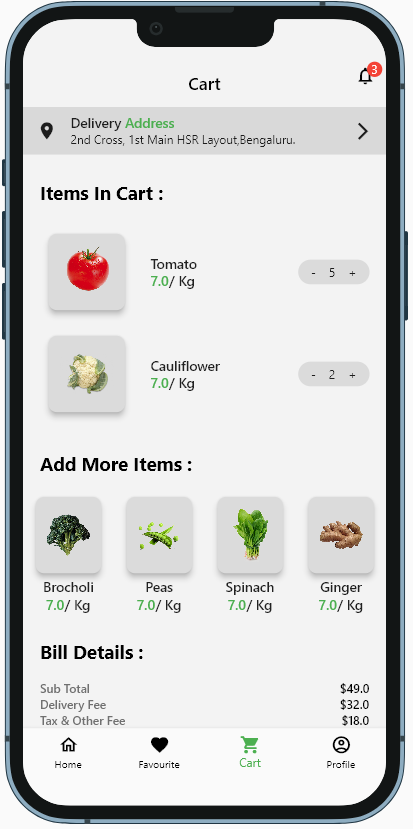 3
Cart
Delivery Address
2nd Cross, 1st Main HSR Layout,Bengaluru.
Items In Cart :
Tomato
7.0/ Kg
- 5 +
Cauliflower
7.0/ Kg
- 2 +
Add More Items :
Brocholi Peas Spinach Ginger
7.0/ Kg 7.0/ Kg 7.0/ Kg 7.0/ Kg
Bill Details :
Sub Total $49.0
Delivery Fee $32.0
Tax & Other Fee $18.0
Home Favourite Cart Profile